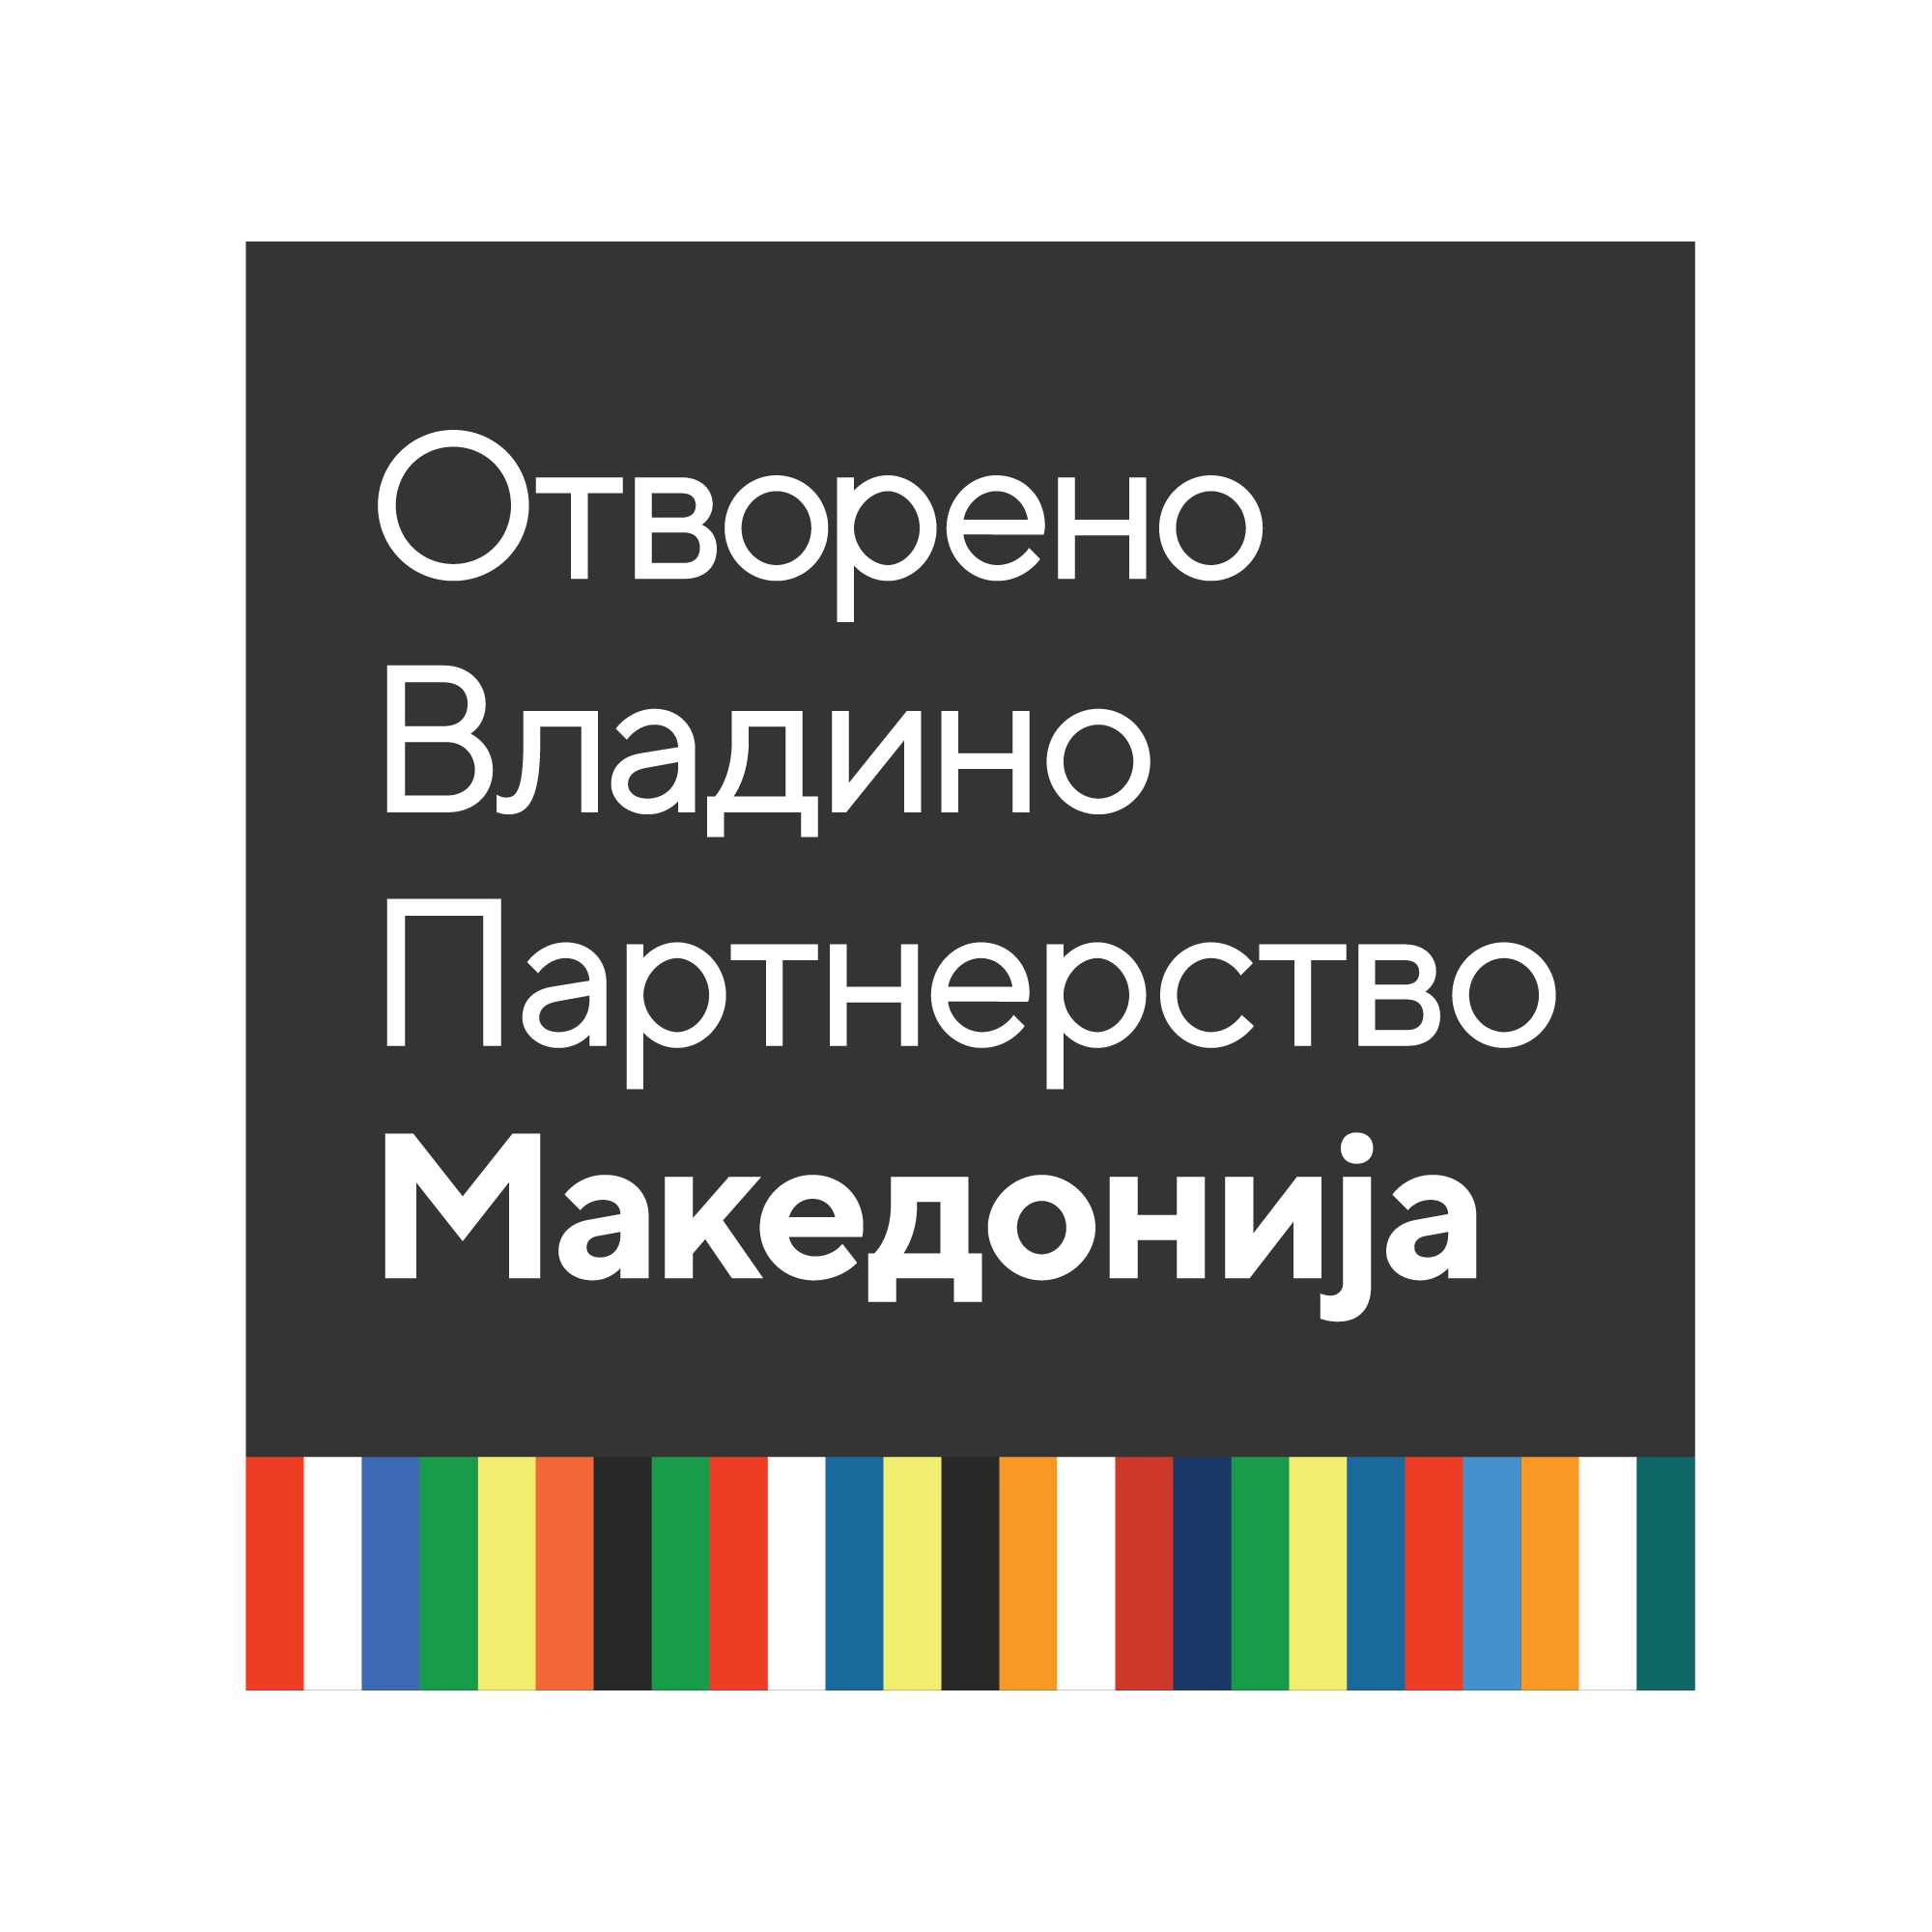 Отворено
Владино
Партнерство
Македонија